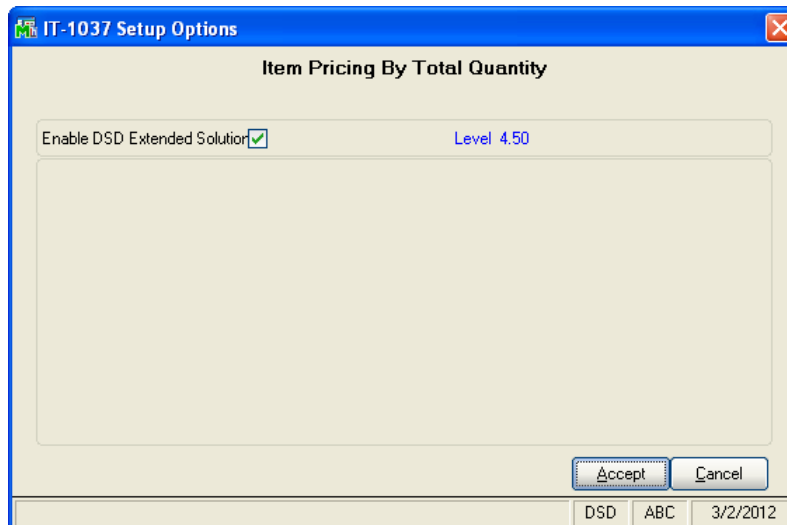 IT-1037 Setup Options
Item Pricing By Total Quantity
Enable DSD Extended Solution Level 4.50
Accept Cancel
DSD ABC 3/2/2012